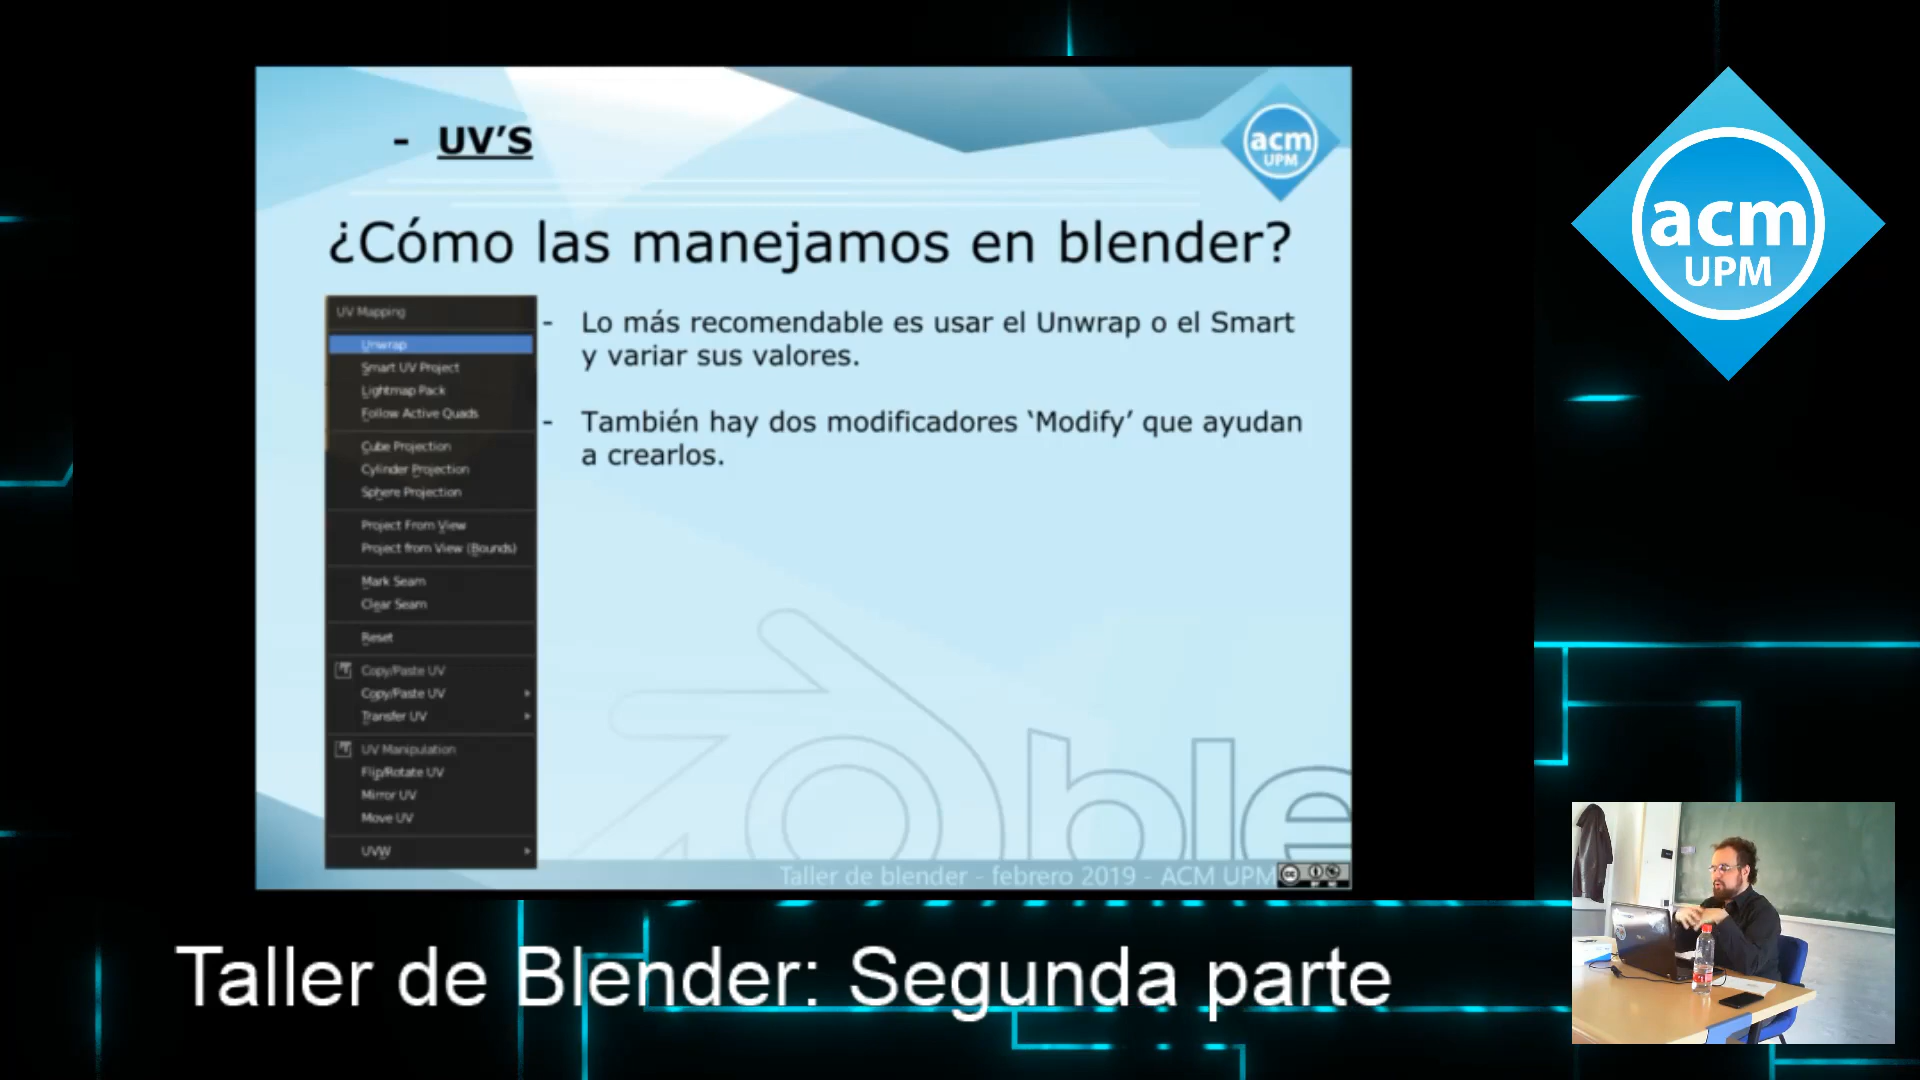 - UV'S
acm
UPM
¿Cómo las manejamos en blender?
UV Mapping
Unwrap
Smart UV Project
Lightmap Pack
Follow Active Quads
Cube Projection
Cylinder Projection
Sphere Projection
Project From View
Project from View (Bounds)
Mark Seam
Clear Seam
Reset
Copy/Paste UV
Copy/Paste UV
Transfer UV
UV Manipulation
Flip/Rotate UV
Mirror UV
Move UV
UVW
- Lo más recomendable es usar el Unwrap o el Smart
y variar sus valores.
- También hay dos modificadores ‘Modify’ que ayudan
a crearlos.
ble
Taller de blender - febrero 2019 - ACM UPM
cc
acm
UPM
Taller de Blender: Segunda parte